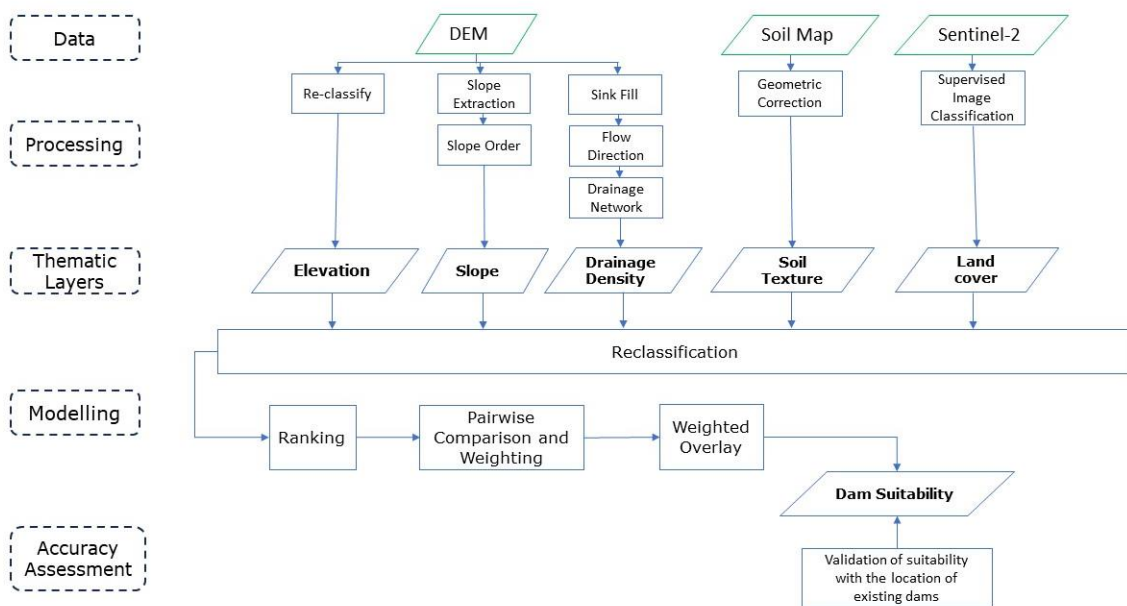 Data
DEM
Soil Map
Sentinel-2
Re-classify
Slope
Extraction
Sink Fill
Geometric
Correction
Supervised
Image
Classification
Processing
Slope Order
Flow
Direction
Drainage
Network
Thematic
Layers
Elevation
Slope
Drainage
Density
Soil
Texture
Land
cover
Reclassification
Modelling
Ranking
Pairwise
Comparison and
Weighting
Weighted
Overlay
Dam Suitability
Accuracy
Assessment
Validation of suitability
with the location of
existing dams